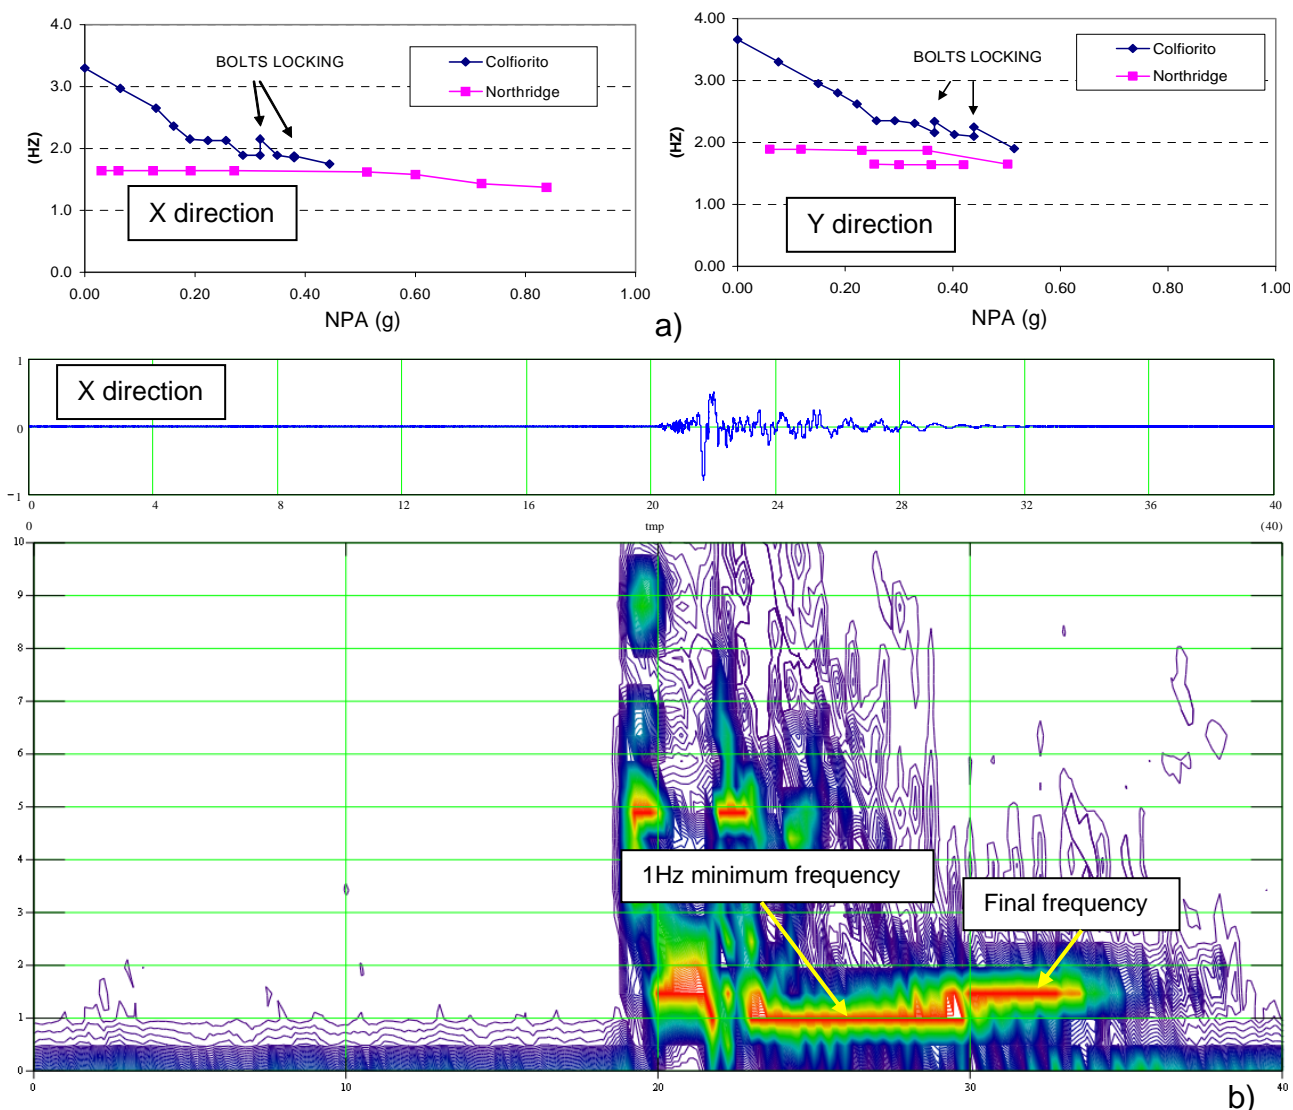 4.0
3.0
2.0
1.0
0.0
(HZ)
BOLTS LOCKING
Colfiorito
Northridge
X direction
0.00 0.20 0.40 0.60 0.80 1.00
NPA (g)
4.00
3.00
2.00
1.00
0.00
(HZ)
BOLTS LOCKING
Colfiorito
Northridge
Y direction
0.00 0.20 0.40 0.60 0.80 1.00
NPA (g)
a)
X direction
1
0
-1
0 4 8 12 16 20 24 28 32 36 40
0 tmp (40)
10
9
8
7
6
5
4
3
2
1
0
1Hz minimum frequency
Final frequency
0 10 20 30 40
b)